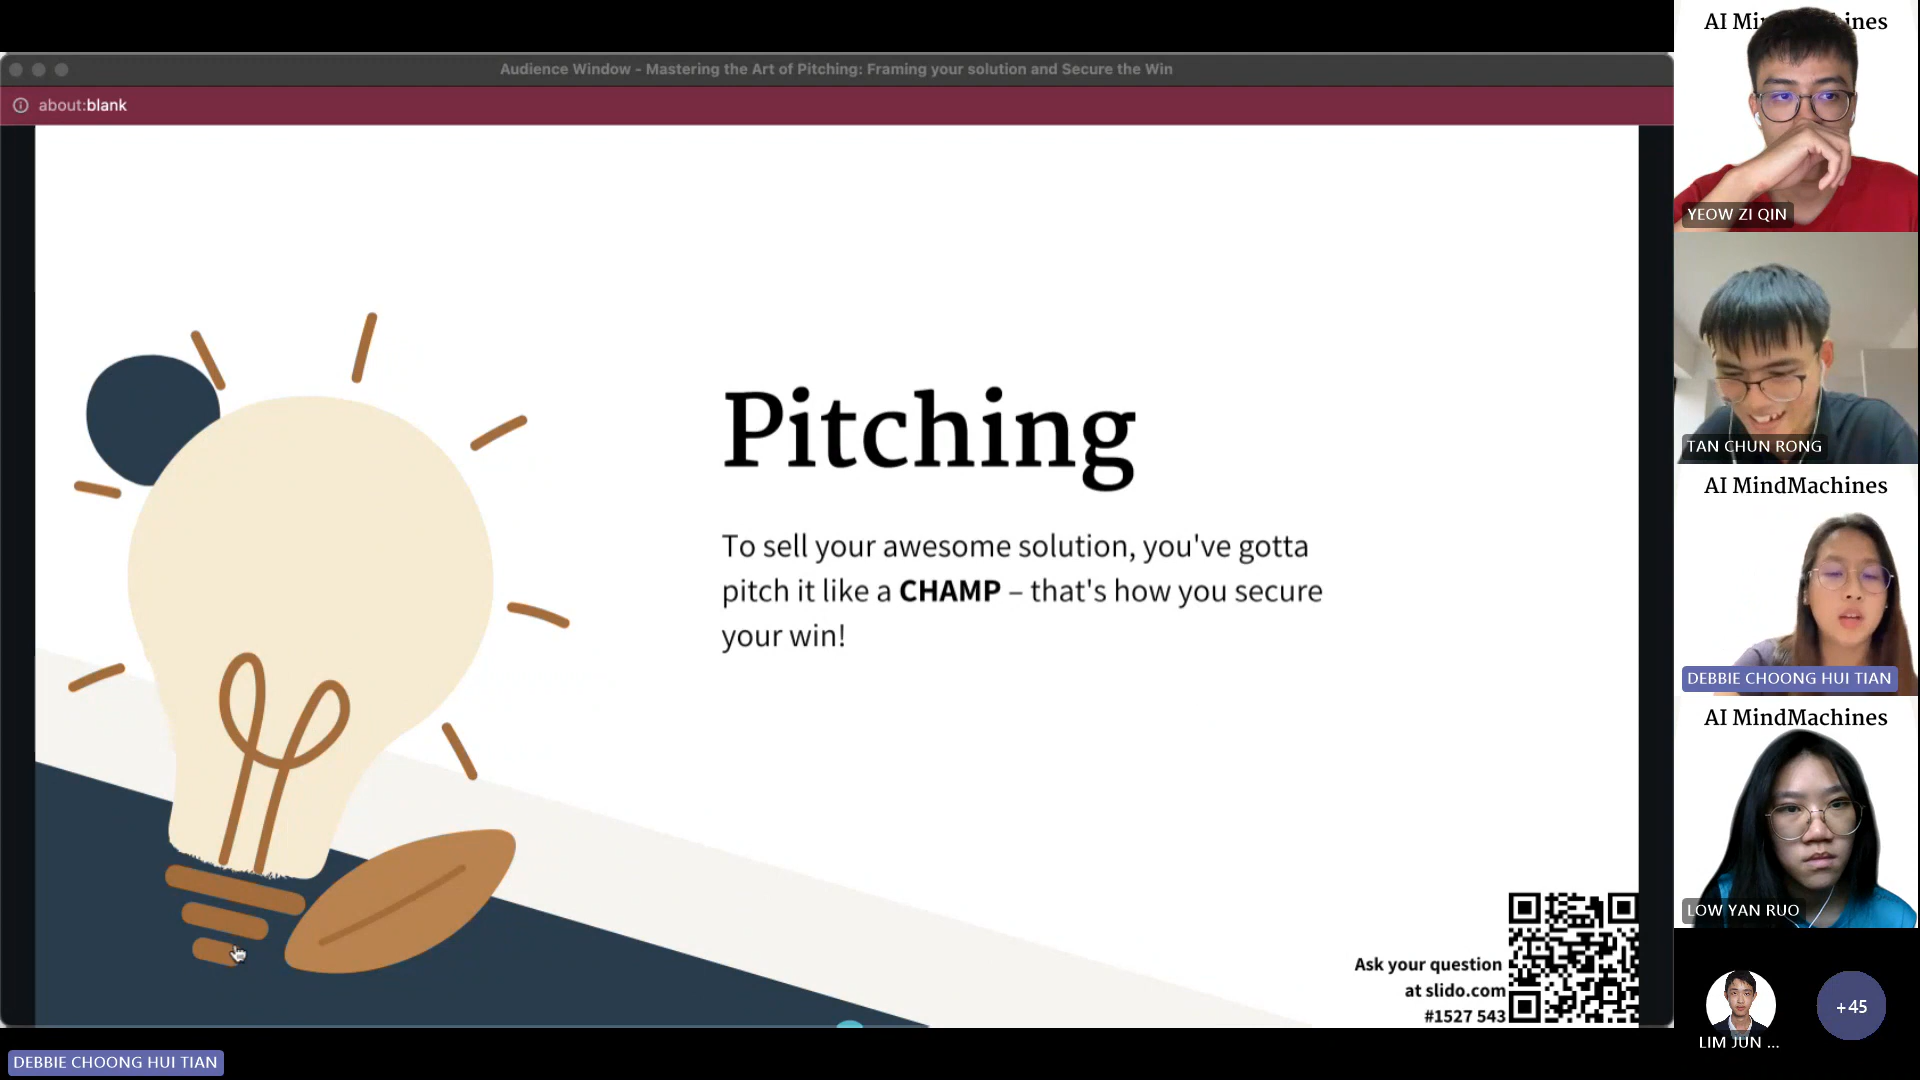 Audience Window - Mastering the Art of Pitching: Framing your solution and Secure the Win
about:blank
Pitching
To sell your awesome solution, you've gotta
pitch it like a CHAMP – that's how you secure
your win!
Ask your question
at slido.com
#1527 543
DEBBIE CHOONG HUI TIAN
YEOW ZI QIN
TAN CHUN RONG
AI MindMachines
DEBBIE CHOONG HUI TIAN
AI MindMachines
LOW YAN RUO
LIM JUN ...
+45